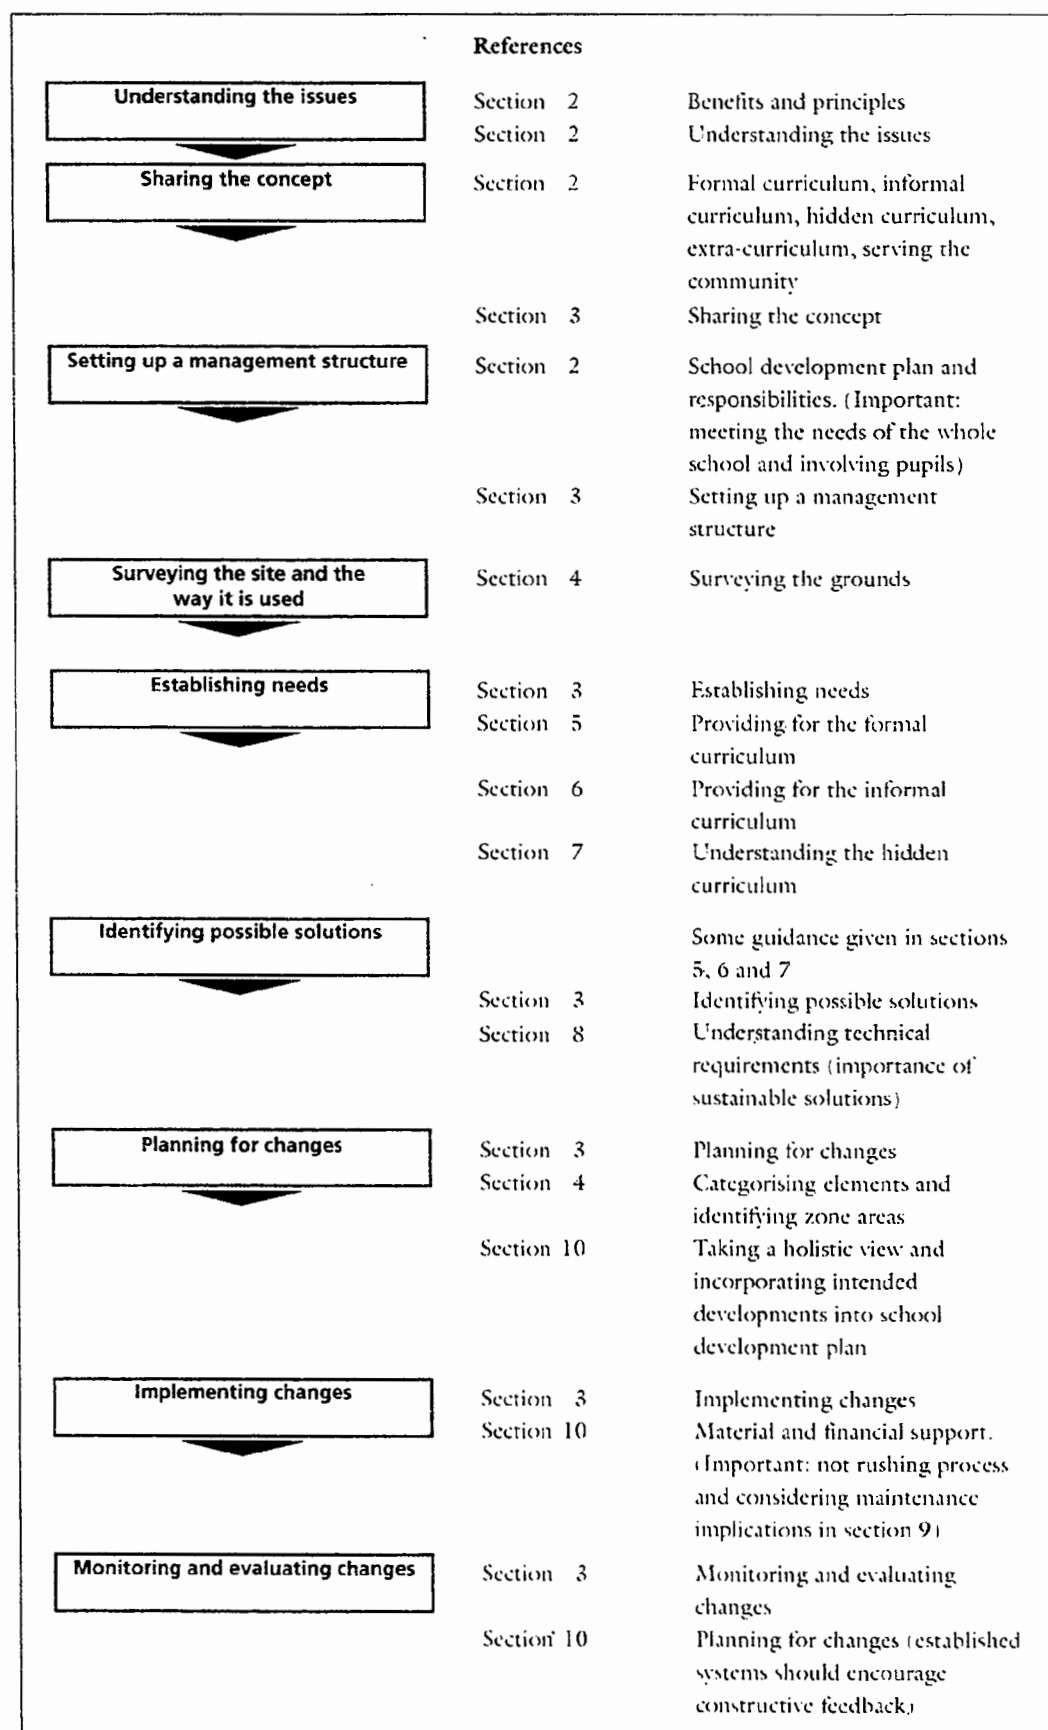 References
Understanding the issues
Section 2 Benefits and principles
Section 2 Understanding the issues
Sharing the concept
Section 2 Formal curriculum, informal
curriculum, hidden curriculum,
extra-curriculum, serving the
community
Section 3 Sharing the concept
Setting up a management structure
Section 2 School development plan and
responsibilities. (Important:
meeting the needs of the whole
school and involving pupils)
Section 3 Setting up a management
structure
Surveying the site and the
way it is used
Section 4 Surveying the grounds
Establishing needs
Section 3 Establishing needs
Section 5 Providing for the formal
curriculum
Section 6 Providing for the informal
curriculum
Section 7 Understanding the hidden
curriculum
Identifying possible solutions
Some guidance given in sections
5, 6 and 7
Section 3 Identifying possible solutions
Section 8 Understanding technical
requirements (importance of
sustainable solutions)
Planning for changes
Section 3 Planning for changes
Section 4 Categorising elements and
identifying zone areas
Section 10 Taking a holistic view and
incorporating intended
developments into school
development plan
Implementing changes
Section 3 Implementing changes
Section 10 Material and financial support.
(Important: not rushing process
and considering maintenance
implications in section 9)
Monitoring and evaluating changes
Section 3 Monitoring and evaluating
changes
Section 10 Planning for changes (established
systems should encourage
constructive feedback)